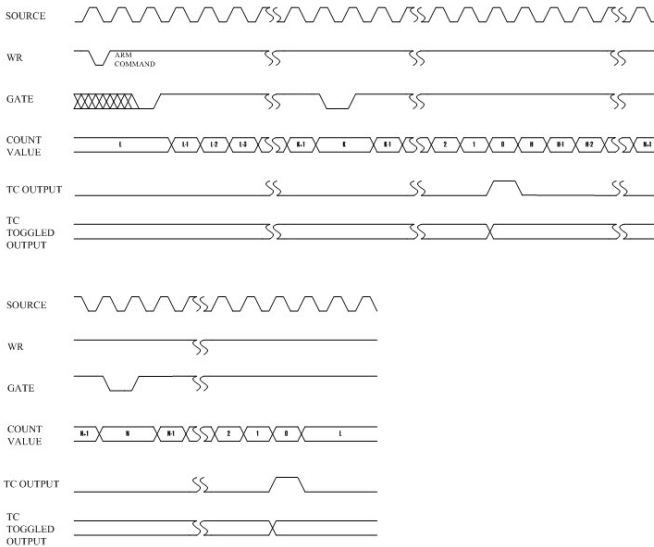 SOURCE
WR
ARM
COMMAND
GATE
COUNT
VALUE
L L-1 L-2 L-3 K+1 K K-1 2 1 0 H H-1 H-2 N+1
TC OUTPUT
TC
TOGGLED
OUTPUT
SOURCE
WR
GATE
COUNT
VALUE
N+1 N N-1 2 1 0 L
TC OUTPUT
TC
TOGGLED
OUTPUT